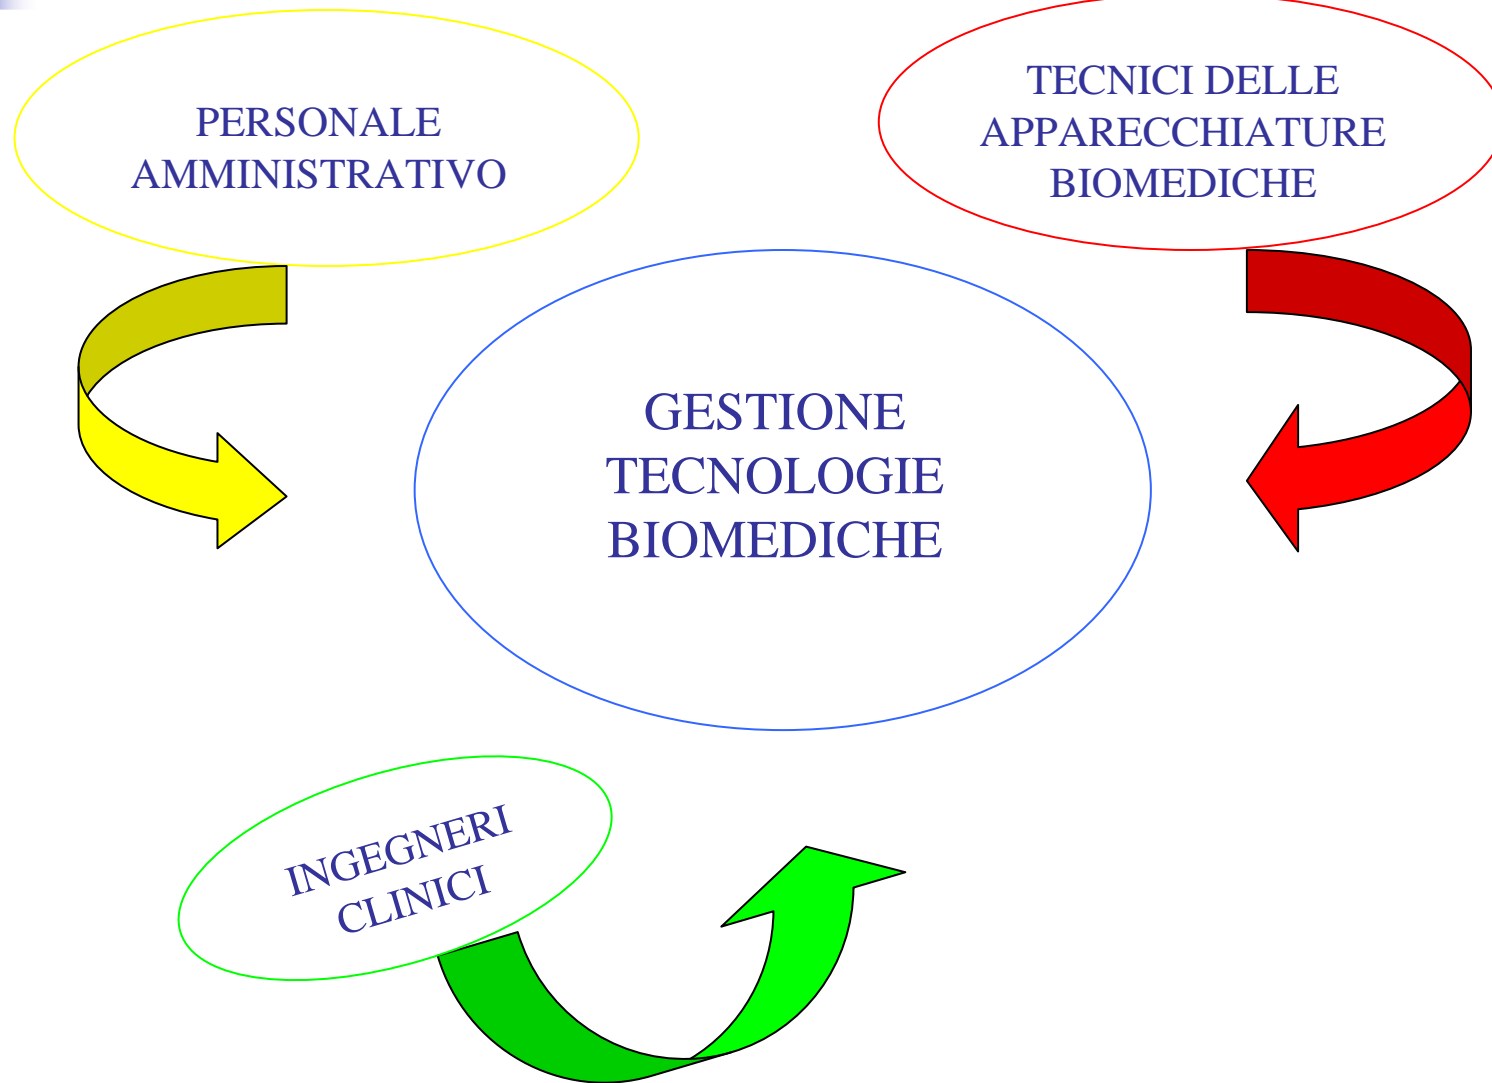 PERSONALE
AMMINISTRATIVO
TECNICI DELLE
APPARECCHIATURE
BIOMEDICHE
GESTIONE
TECNOLOGIE
BIOMEDICHE
INGEGNERI
CLINICI